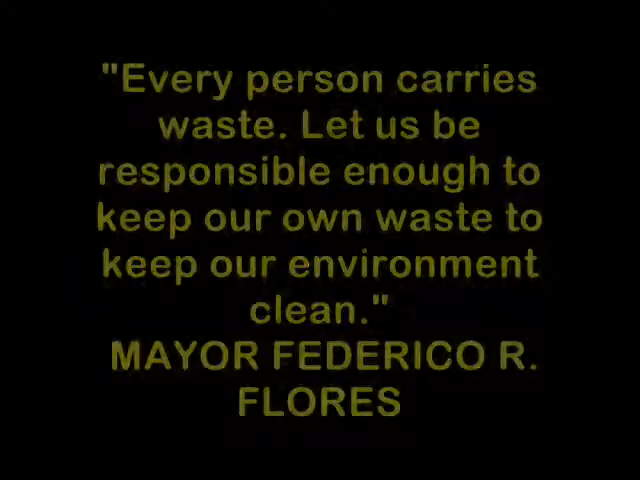 "Every person carries
waste. Let us be
responsible enough to
keep our own waste to
keep our environment
clean."
MAYOR FEDERICO R.
FLORES